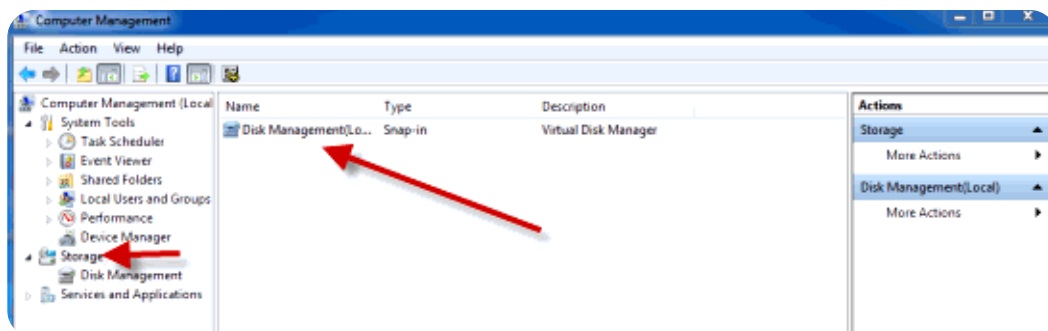 Computer Management
File Action View Help
Computer Management (Local
System Tools
Task Scheduler
Event Viewer
Shared Folders
Local Users and Groups
Performance
Device Manager
Storage
Disk Management
Services and Applications
Name Type Description
Disk Management(Lo... Snap-in Virtual Disk Manager
Actions
Storage
More Actions
Disk Management(Local)
More Actions